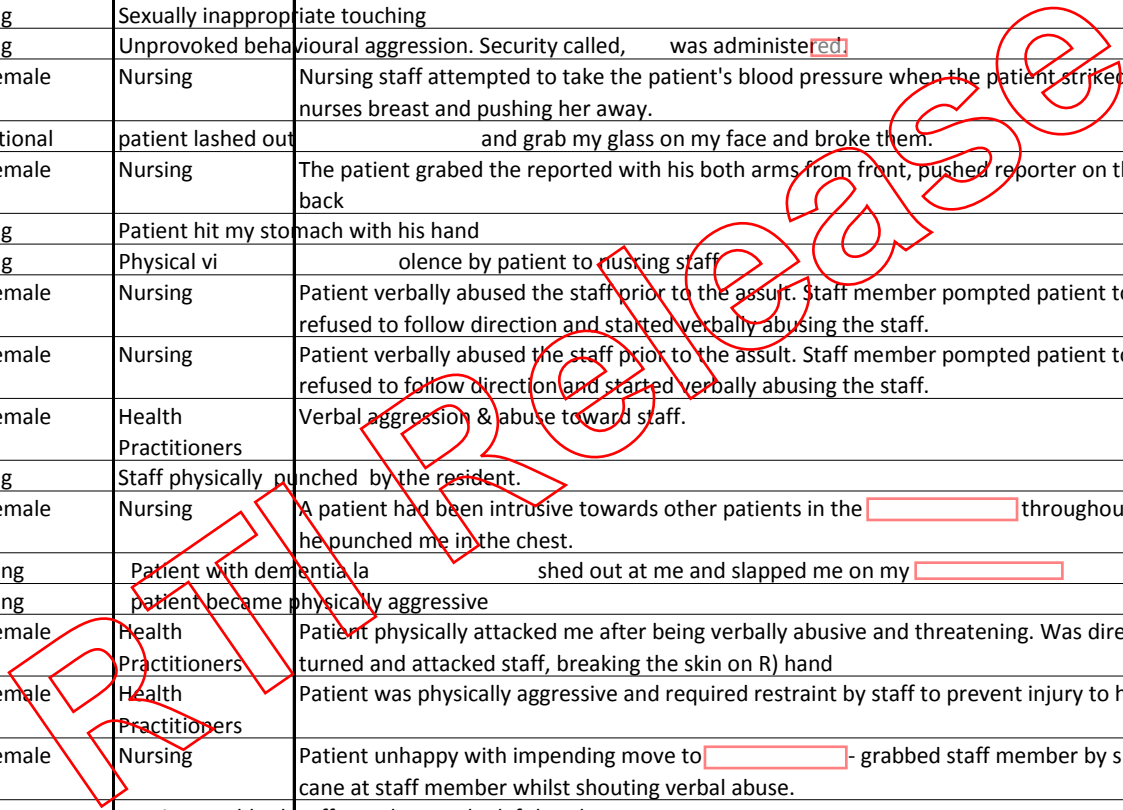 g Sexually inappropriate touching
g Unprovoked behavioural aggression. Security called, was administered.
emale Nursing Nursing staff attempted to take the patient's blood pressure when the patient striked
nurses breast and pushing her away.
tional patient lashed out and grab my glass on my face and broke them.
emale Nursing The patient grabed the reported with his both arms from front, pushed reporter on th
back
g Patient hit my stomach with his hand
g Physical vi olence by patient to nusring staff
emale Nursing Patient verbally abused the staff prior to the assult. Staff member pompted patient to
refused to follow direction and started verbally abusing the staff.
emale Nursing Patient verbally abused the staff prior to the assult. Staff member pompted patient to
refused to follow direction and started verbally abusing the staff.
emale Health Verbal aggression & abuse toward staff.
Practitioners
g Staff physically punched by the resident.
emale Nursing A patient had been intrusive towards other patients in the throughou
he punched me in the chest.
ng Patient with dementia la shed out at me and slapped me on my
ng patient became physically aggressive
emale Health Patient physically attacked me after being verbally abusive and threatening. Was dire
Practitioners turned and attacked staff, breaking the skin on R) hand
emale Health Patient was physically aggressive and required restraint by staff to prevent injury to h
Practitioners
emale Nursing Patient unhappy with impending move to - grabbed staff member by s
cane at staff member whilst shouting verbal abuse.
RTI Release